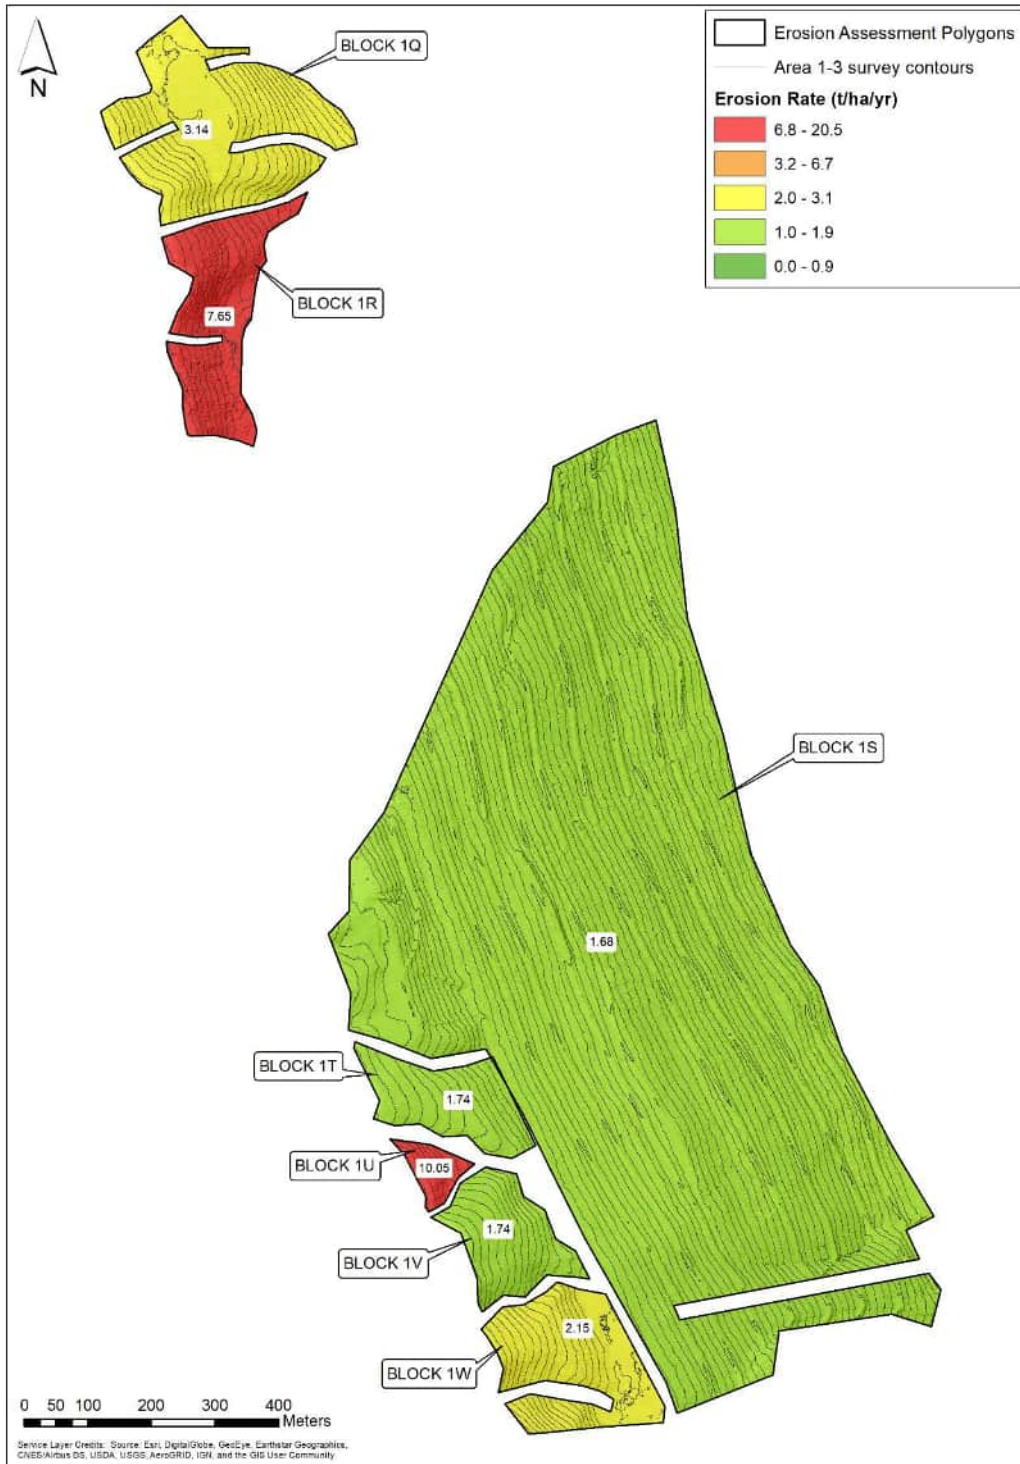 N
BLOCK 1Q
3.14
BLOCK 1R
7.65
Erosion Assessment Polygons
Area 1-3 survey contours
Erosion Rate (t/ha/yr)
6.8 - 20.5
3.2 - 6.7
2.0 - 3.1
1.0 - 1.9
0.0 - 0.9
BLOCK 1S
1.68
BLOCK 1T
1.74
BLOCK 1U
10.05
BLOCK 1V
1.74
BLOCK 1W
2.15
0 50 100 200 300 400
Meters
Service Layer Credits: Source: Esri, DigitalGlobe, GeoEye, Earthstar Geographics,
CNES/Airbus DS, USDA, USGS, AeroGRID, IGN, and the GIS User Community